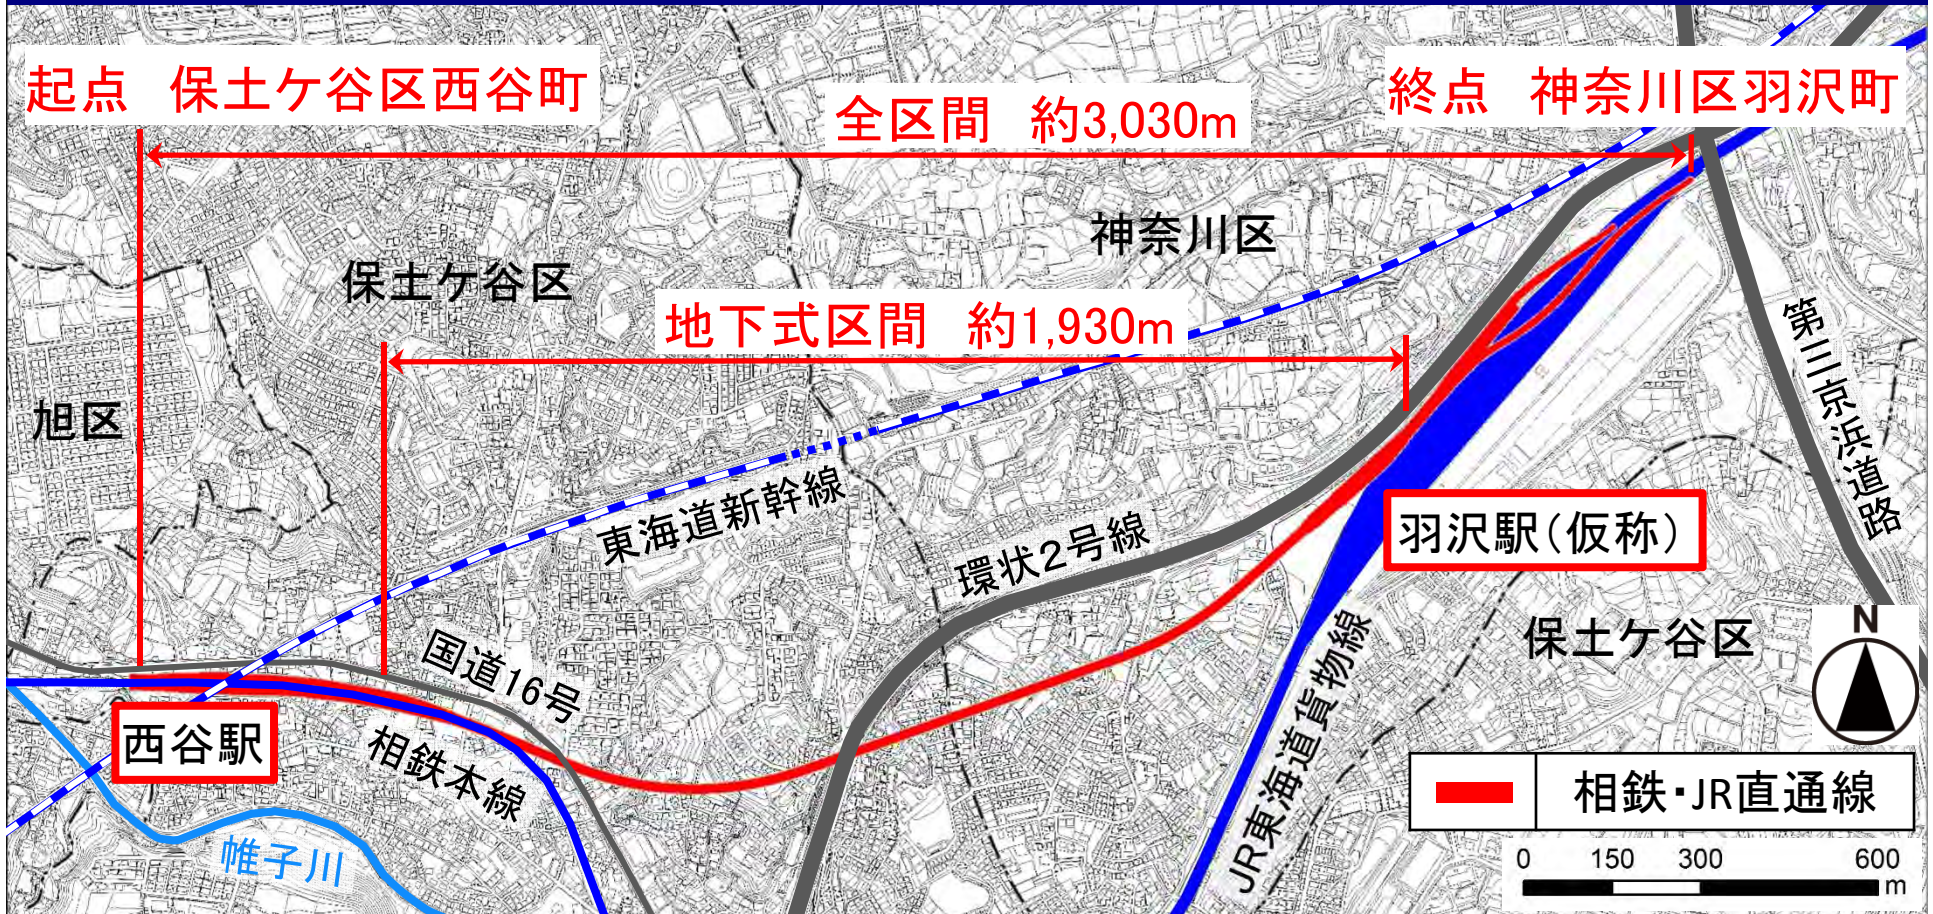 起点 保土ケ谷区西谷町
全区間 約3,030m
終点 神奈川区羽沢町
神奈川区
保土ケ谷区
地下式区間 約1,930m
第三京浜道路
旭区
東海道新幹線
環状2号線
羽沢駅(仮称)
国道16号
JR東海道貨物線
保土ケ谷区
N
西谷駅
相鉄本線
相鉄・JR直通線
帷子川
0 150 300 600
m